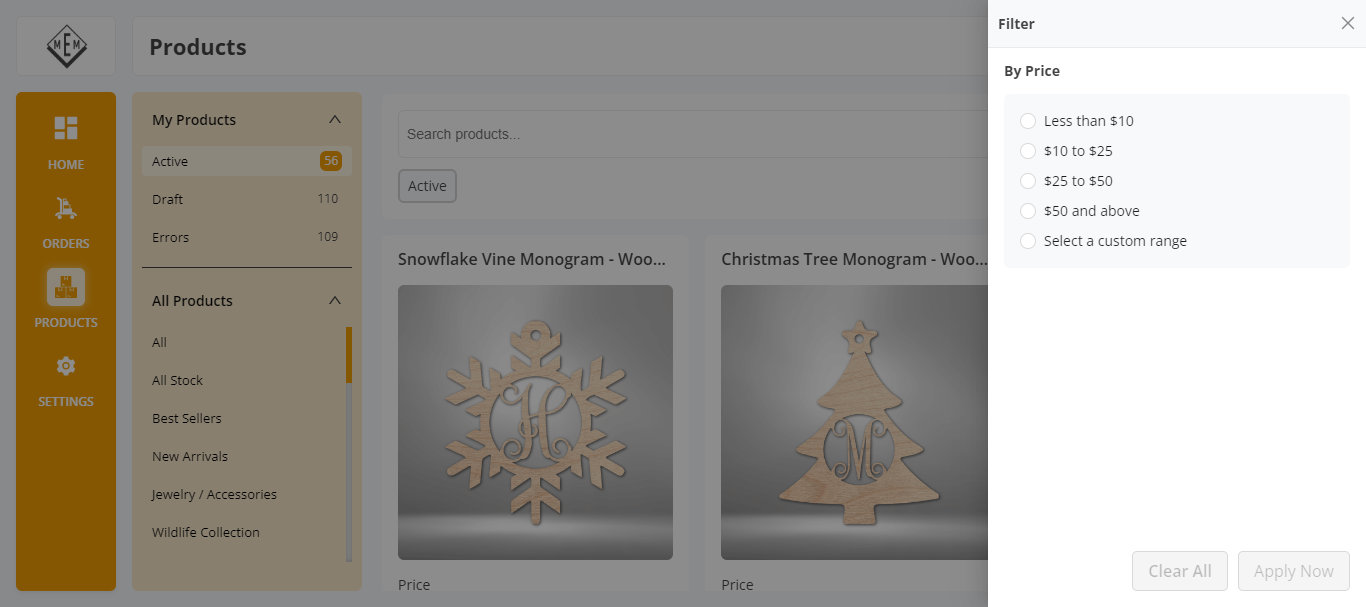 MEM
Products
HOME
ORDERS
PRODUCTS
SETTINGS
My Products
Active 56
Draft 110
Errors 109
All Products
All
All Stock
Best Sellers
New Arrivals
Jewelry / Accessories
Wildlife Collection
Search products...
Active
Snowflake Vine Monogram - Woo...
H
Price
Christmas Tree Monogram - Woo...
M
Price
Filter
By Price
Less than $10
$10 to $25
$25 to $50
$50 and above
Select a custom range
Clear All
Apply Now